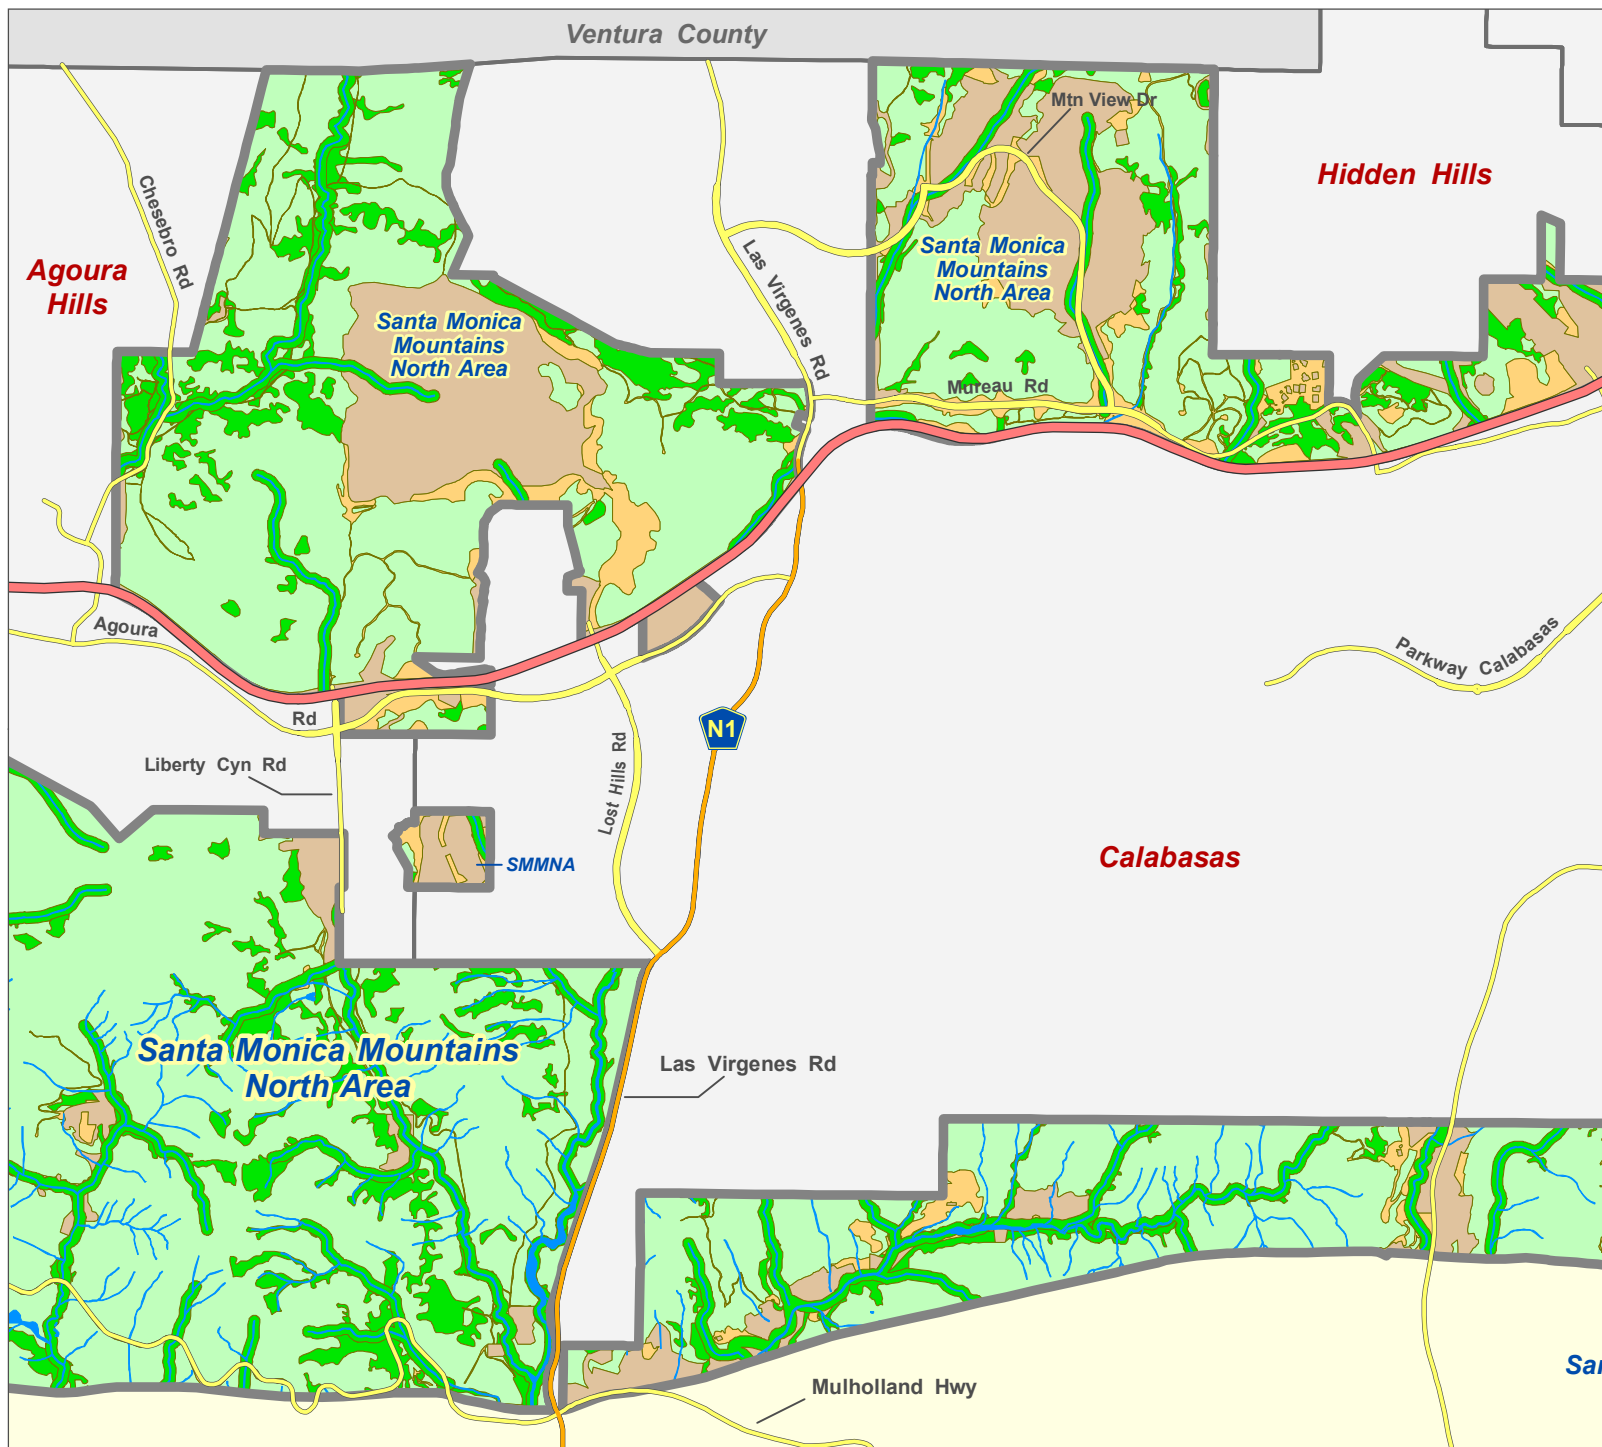 Ventura County
Mtn View Dr
Hidden Hills
Chesebro Rd
Agoura
Hills
Las Virgenes Rd
Santa Monica
Mountains
North Area
Santa Monica
Mountains
North Area
Mureau Rd
Agoura
Rd
Parkway Calabasas
N1
Liberty Cyn Rd
Lost Hills Rd
SMMNA
Calabasas
Santa Monica Mountains
North Area
Las Virgenes Rd
Mulholland Hwy
San